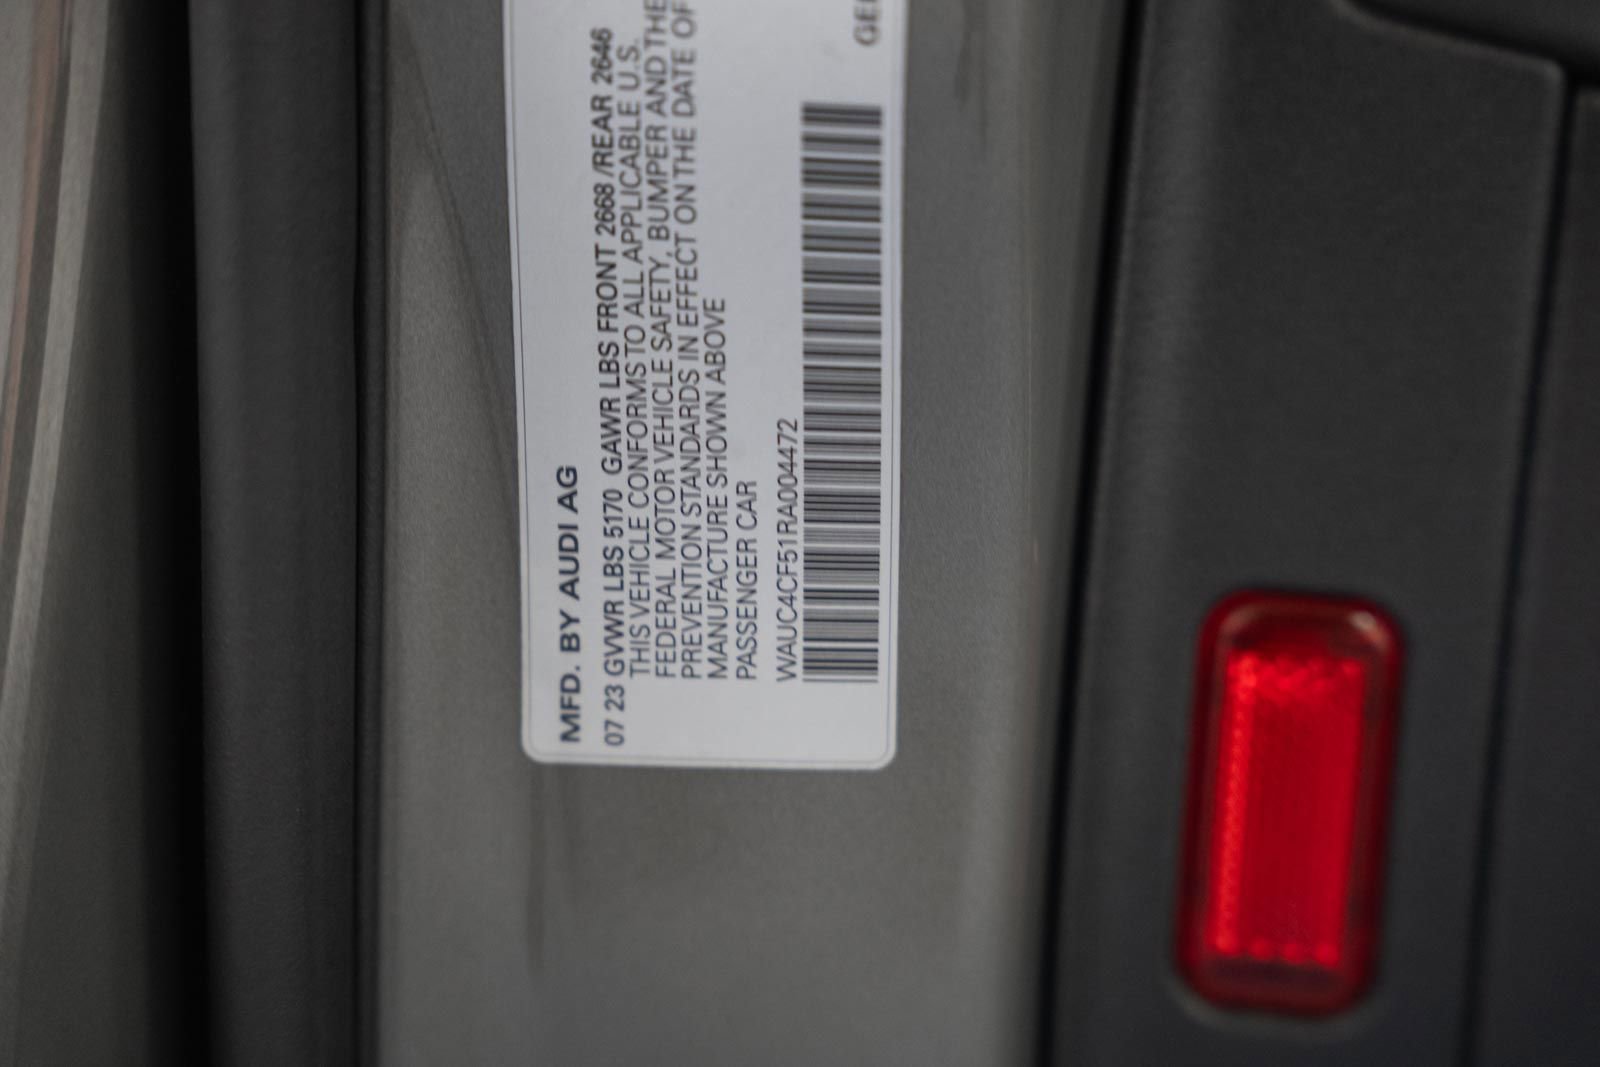 MFD. BY AUDI AG
07 23 GVWR LBS 5170 GAWR LBS FRONT 2668 /REAR 2646
THIS VEHICLE CONFORMS TO ALL APPLICABLE U.S.
FEDERAL MOTOR VEHICLE SAFETY, BUMPER AND THE
PREVENTION STANDARDS IN EFFECT ON THE DATE OF
MANUFACTURE SHOWN ABOVE
PASSENGER CAR
WAUC4CF51RA004472